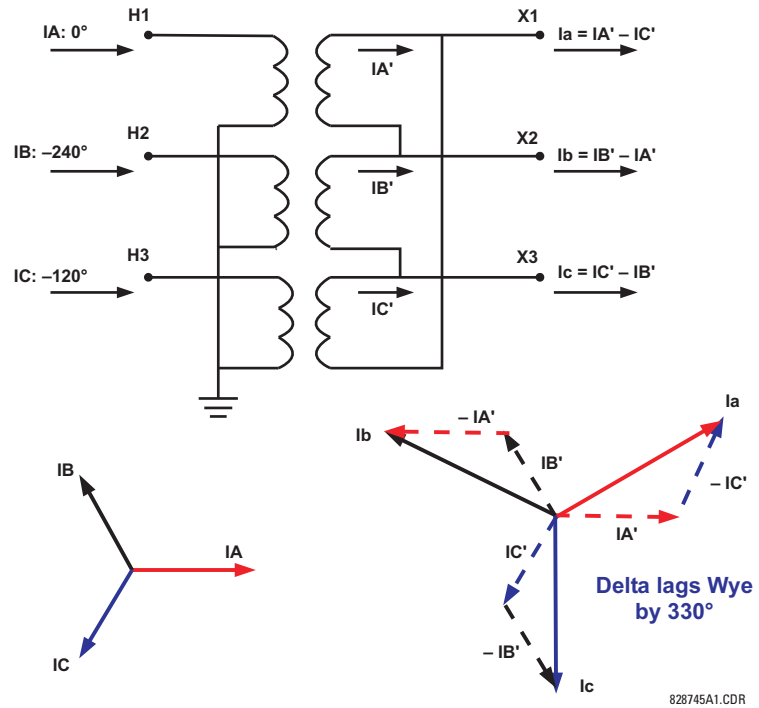 H1
X1
IA: 0°
Ia = IA' – IC'
IA'
H2
X2
IB: –240°
Ib = IB' – IA'
IB'
H3
X3
IC: –120°
Ic = IC' – IB'
IC'
– IA'
Ia
Ib
IB'
IB
– IC'
IA
IA'
IC'
Delta lags Wye
by 330°
– IB'
IC
Ic
828745A1.CDR